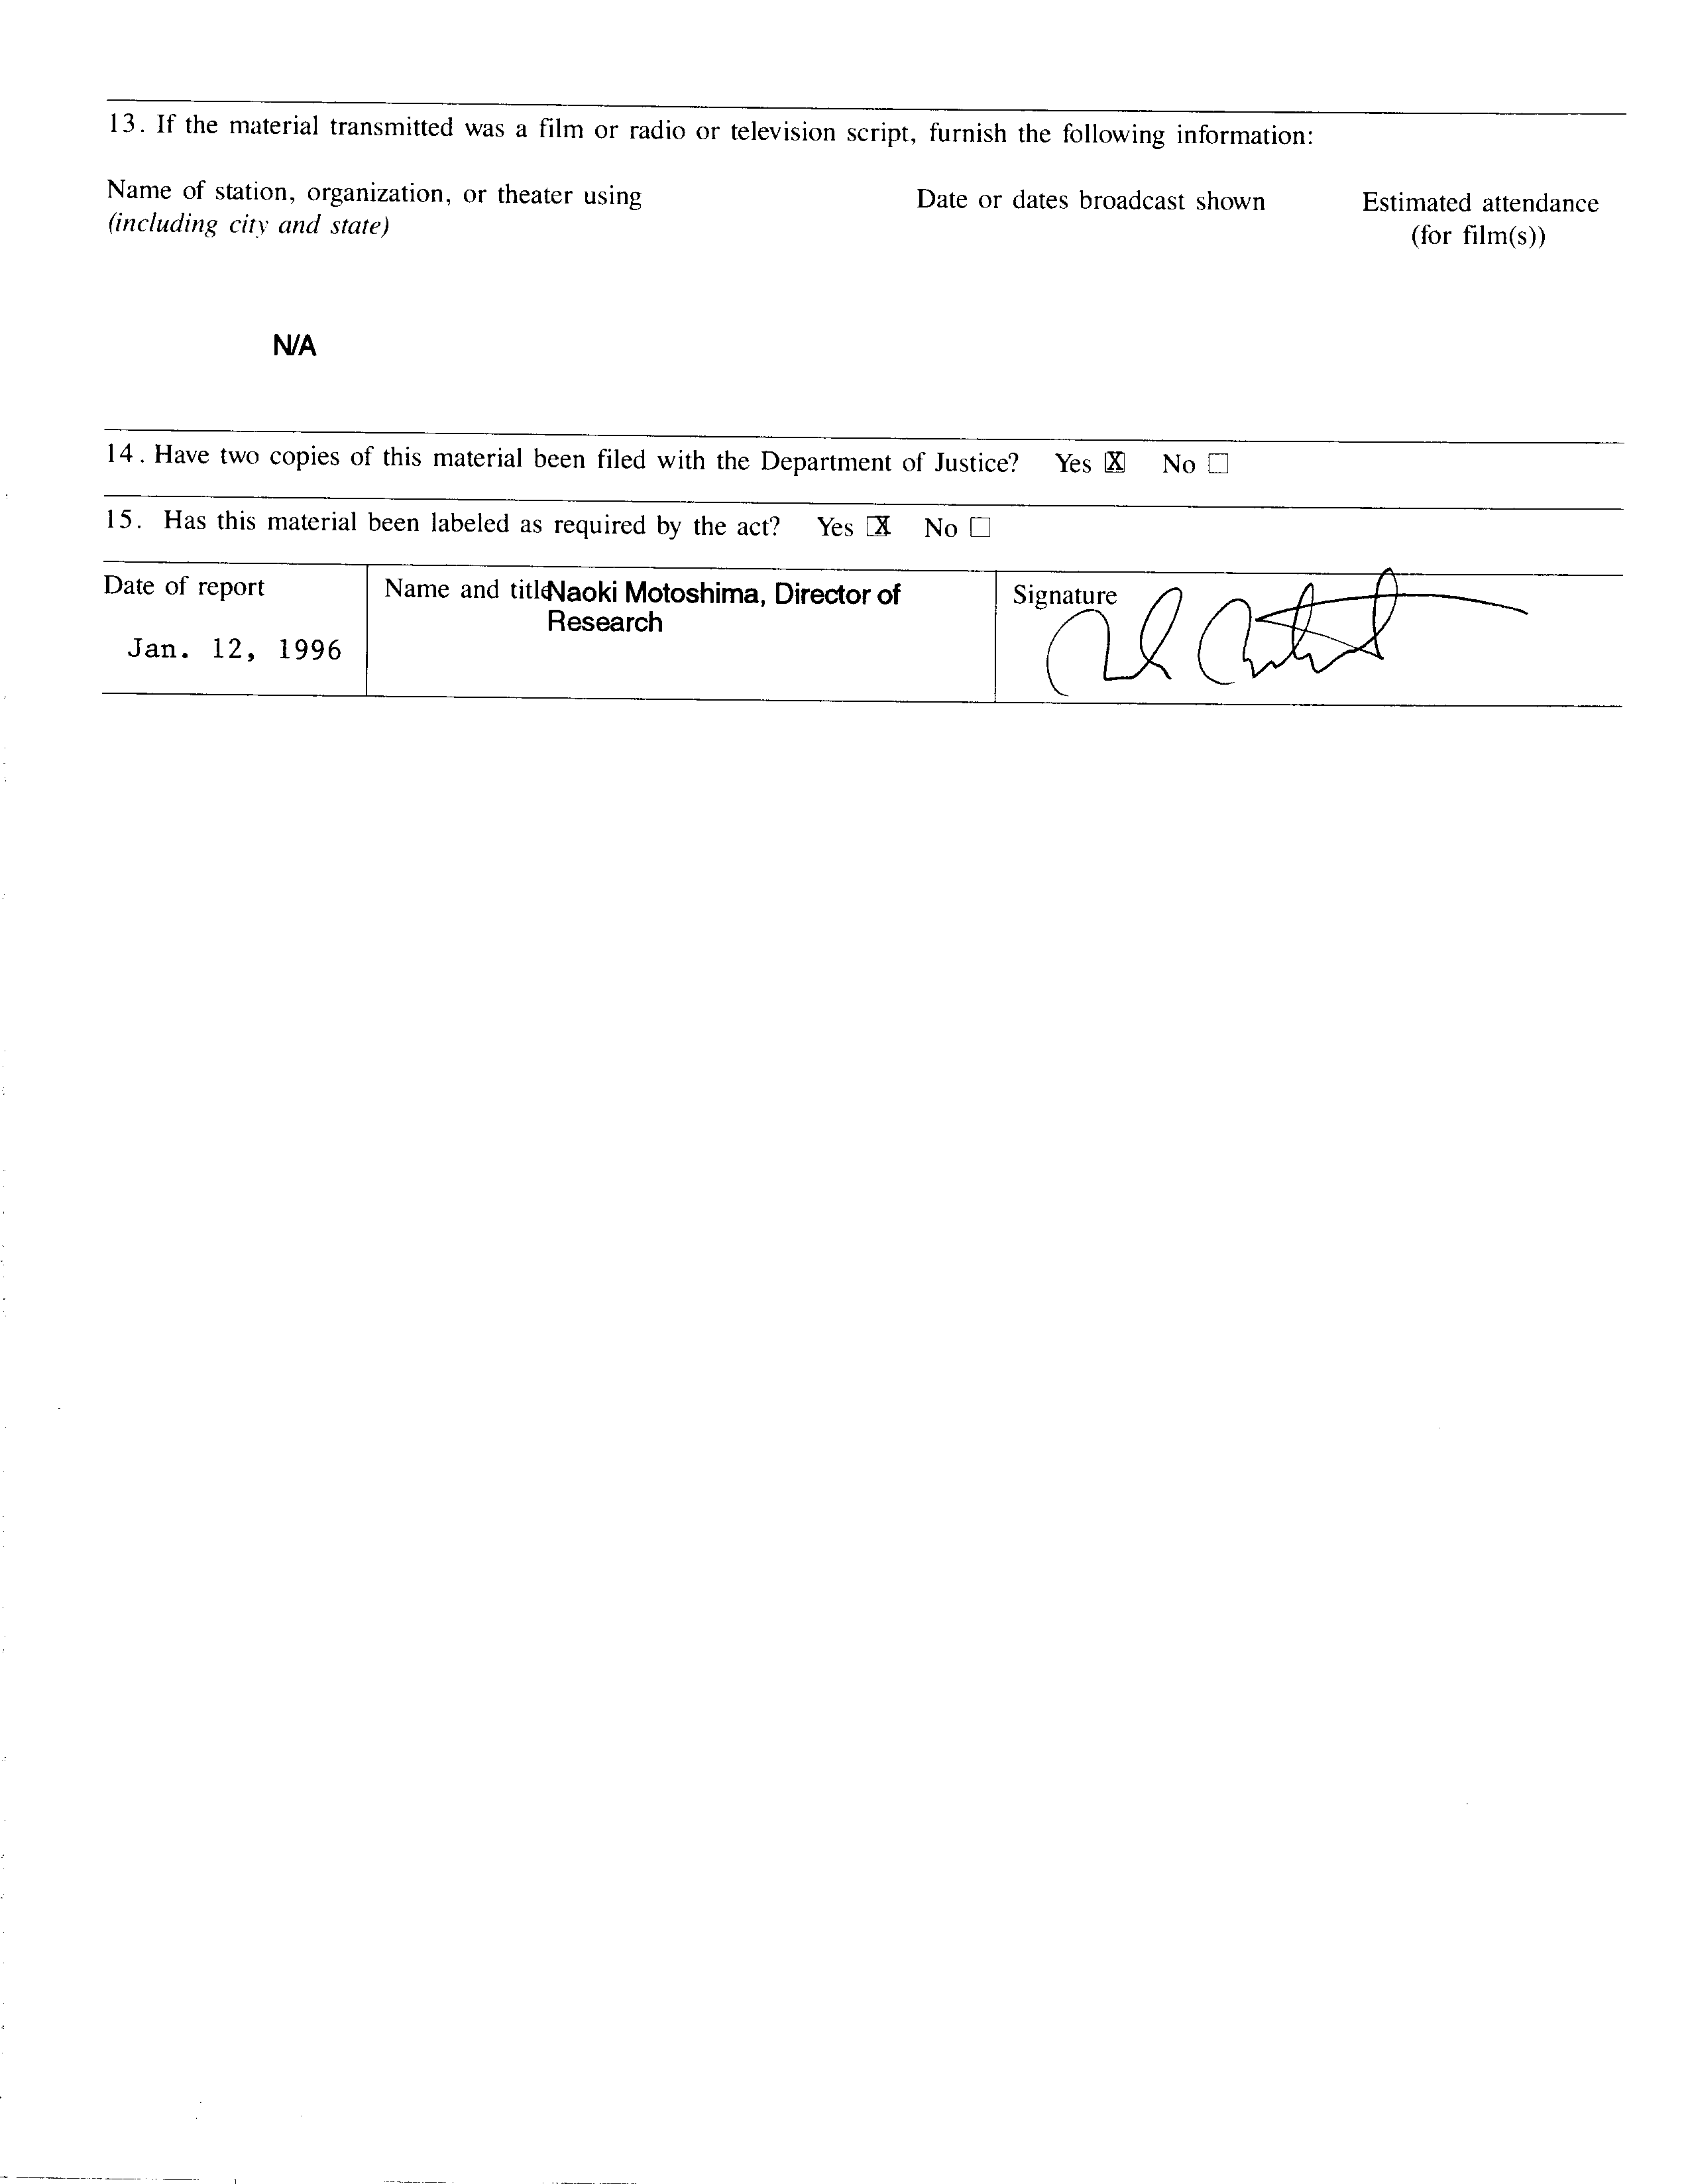 13. If the material transmitted was a film or radio or television script, furnish the following information:
Name of station, organization, or theater using Date or dates broadcast shown Estimated attendance
(including city and state) (for film(s))
N/A
14. Have two copies of this material been filed with the Department of Justice? Yes ☒ No ☐
15. Has this material been labeled as required by the act? Yes ☒ No ☐
Date of report Name and title Naoki Motoshima, Director of Signature
Research
Jan. 12, 1996